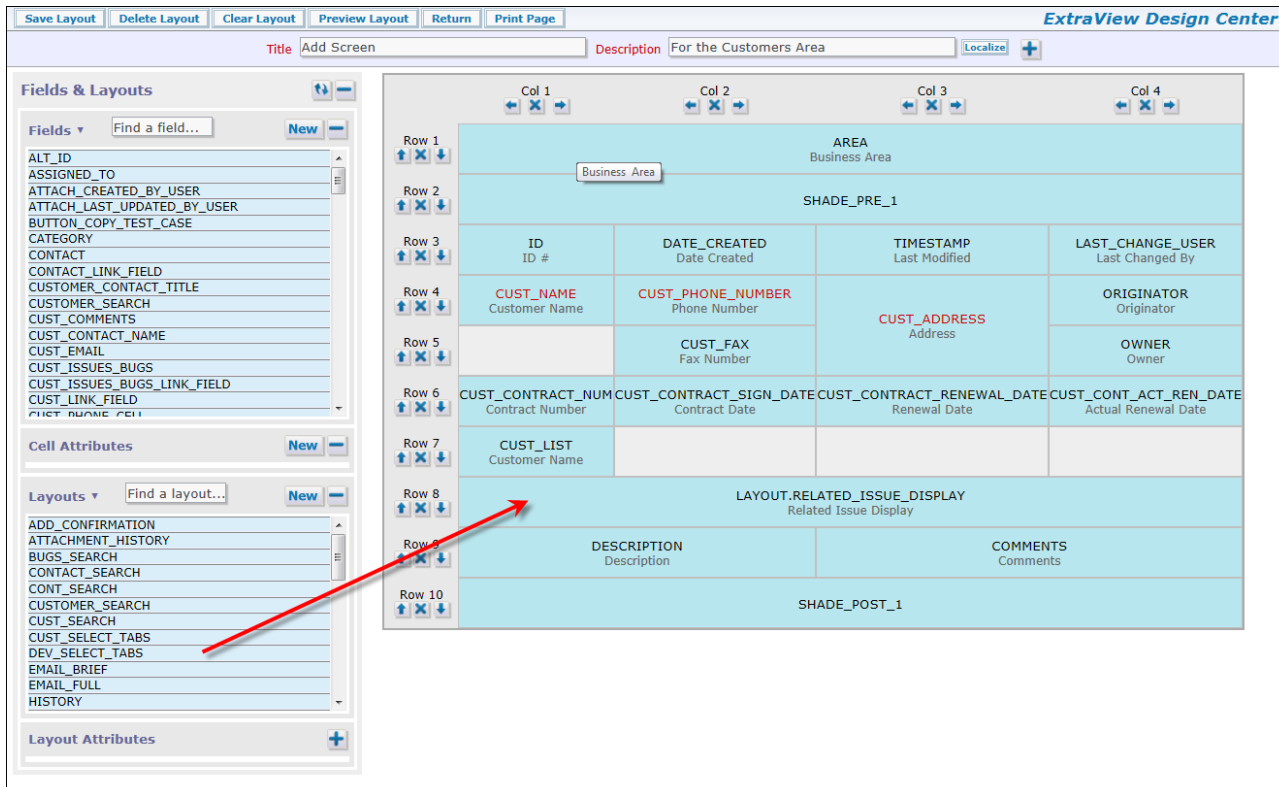 Save Layout Delete Layout Clear Layout Preview Layout Return Print Page ExtraView Design Center
Title Add Screen Description For the Customers Area Localize
Fields & Layouts
Fields Find a field... New
ALT_ID
ASSIGNED_TO
ATTACH_CREATED_BY_USER
ATTACH_LAST_UPDATED_BY_USER
BUTTON_COPY_TEST_CASE
CATEGORY
CONTACT
CONTACT_LINK_FIELD
CUSTOMER_CONTACT_TITLE
CUSTOMER_SEARCH
CUST_COMMENTS
CUST_CONTACT_NAME
CUST_EMAIL
CUST_ISSUES_BUGS
CUST_ISSUES_BUGS_LINK_FIELD
CUST_LINK_FIELD
CUST_PHONE_CELL
Cell Attributes New
Layouts Find a layout... New
ADD_CONFIRMATION
ATTACHMENT_HISTORY
BUGS_SEARCH
CONTACT_SEARCH
CONT_SEARCH
CUSTOMER_SEARCH
CUST_SEARCH
CUST_SELECT_TABS
DEV_SELECT_TABS
EMAIL_BRIEF
EMAIL_FULL
HISTORY
Layout Attributes
Col 1 Col 2 Col 3 Col 4
Row 1 AREA
Business Area
Business Area
Row 2 SHADE_PRE_1
Row 3 ID DATE_CREATED TIMESTAMP LAST_CHANGE_USER
ID # Date Created Last Modified Last Changed By
Row 4 CUST_NAME CUST_PHONE_NUMBER CUST_ADDRESS ORIGINATOR
Customer Name Phone Number Address Originator
Row 5 CUST_FAX OWNER
Fax Number Owner
Row 6 CUST_CONTRACT_NUM CUST_CONTRACT_SIGN_DATE CUST_CONTRACT_RENEWAL_DATE CUST_CONT_ACT_REN_DATE
Contract Number Contract Date Renewal Date Actual Renewal Date
Row 7 CUST_LIST
Customer Name
Row 8 LAYOUT.RELATED_ISSUE_DISPLAY
Related Issue Display
Row 9 DESCRIPTION COMMENTS
Description Comments
Row 10 SHADE_POST_1